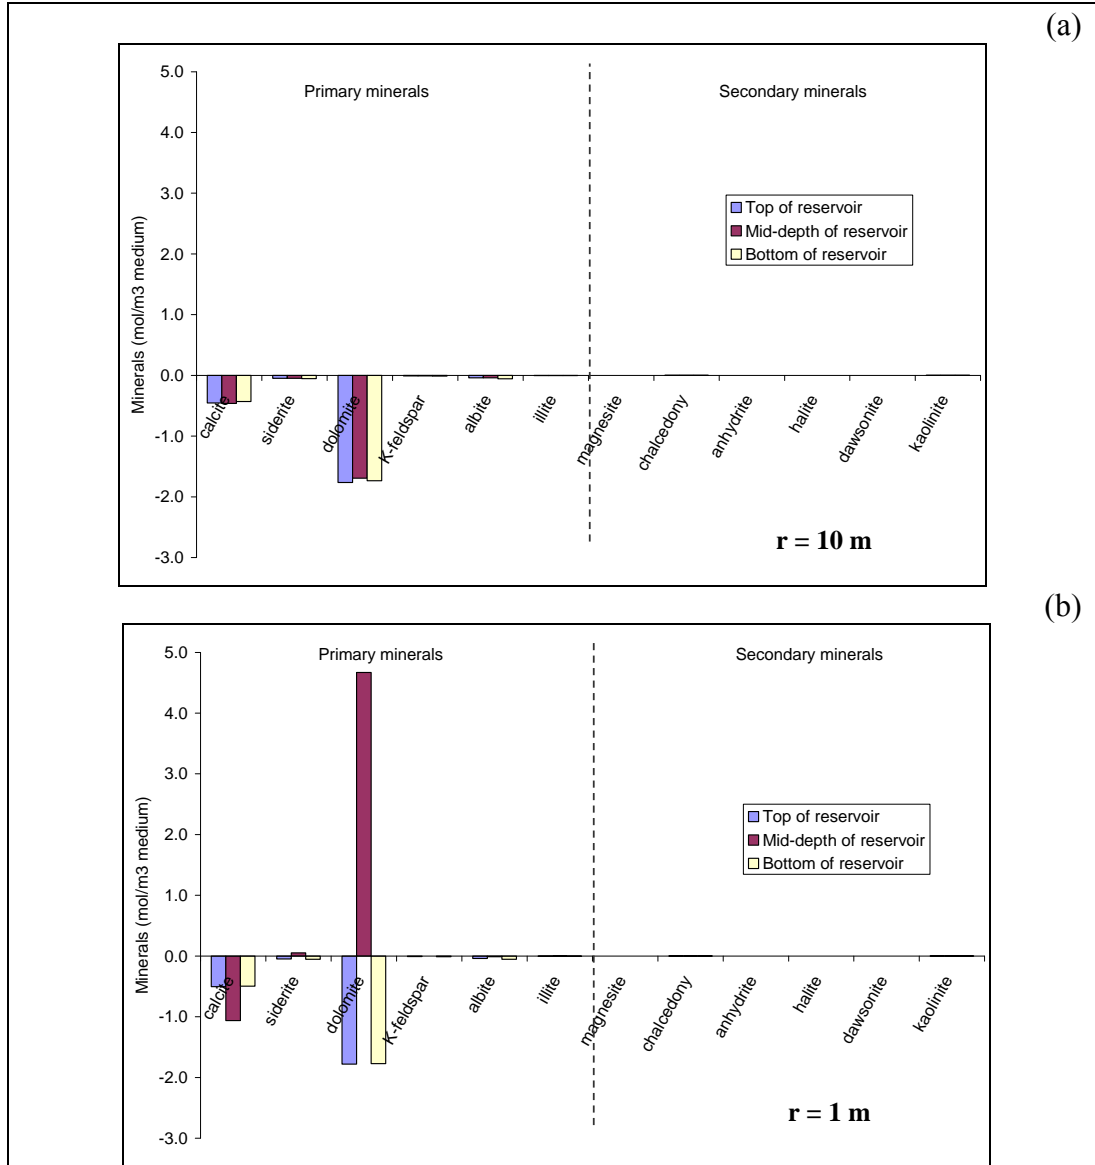 (a)
Primary minerals
Secondary minerals
5.0
4.0
3.0
2.0
1.0
0.0
-1.0
-2.0
-3.0
Minerals (mol/m3 medium)
Top of reservoir
Mid-depth of reservoir
Bottom of reservoir
calcite
siderite
dolomite
K-feldspar
albite
illite
magnesite
chalcedony
anhydrite
halite
dawsonite
kaolinite
r = 10 m
(b)
Primary minerals
Secondary minerals
5.0
4.0
3.0
2.0
1.0
0.0
-1.0
-2.0
-3.0
Minerals (mol/m3 medium)
Top of reservoir
Mid-depth of reservoir
Bottom of reservoir
calcite
siderite
dolomite
K-feldspar
albite
illite
magnesite
chalcedony
anhydrite
halite
dawsonite
kaolinite
r = 1 m